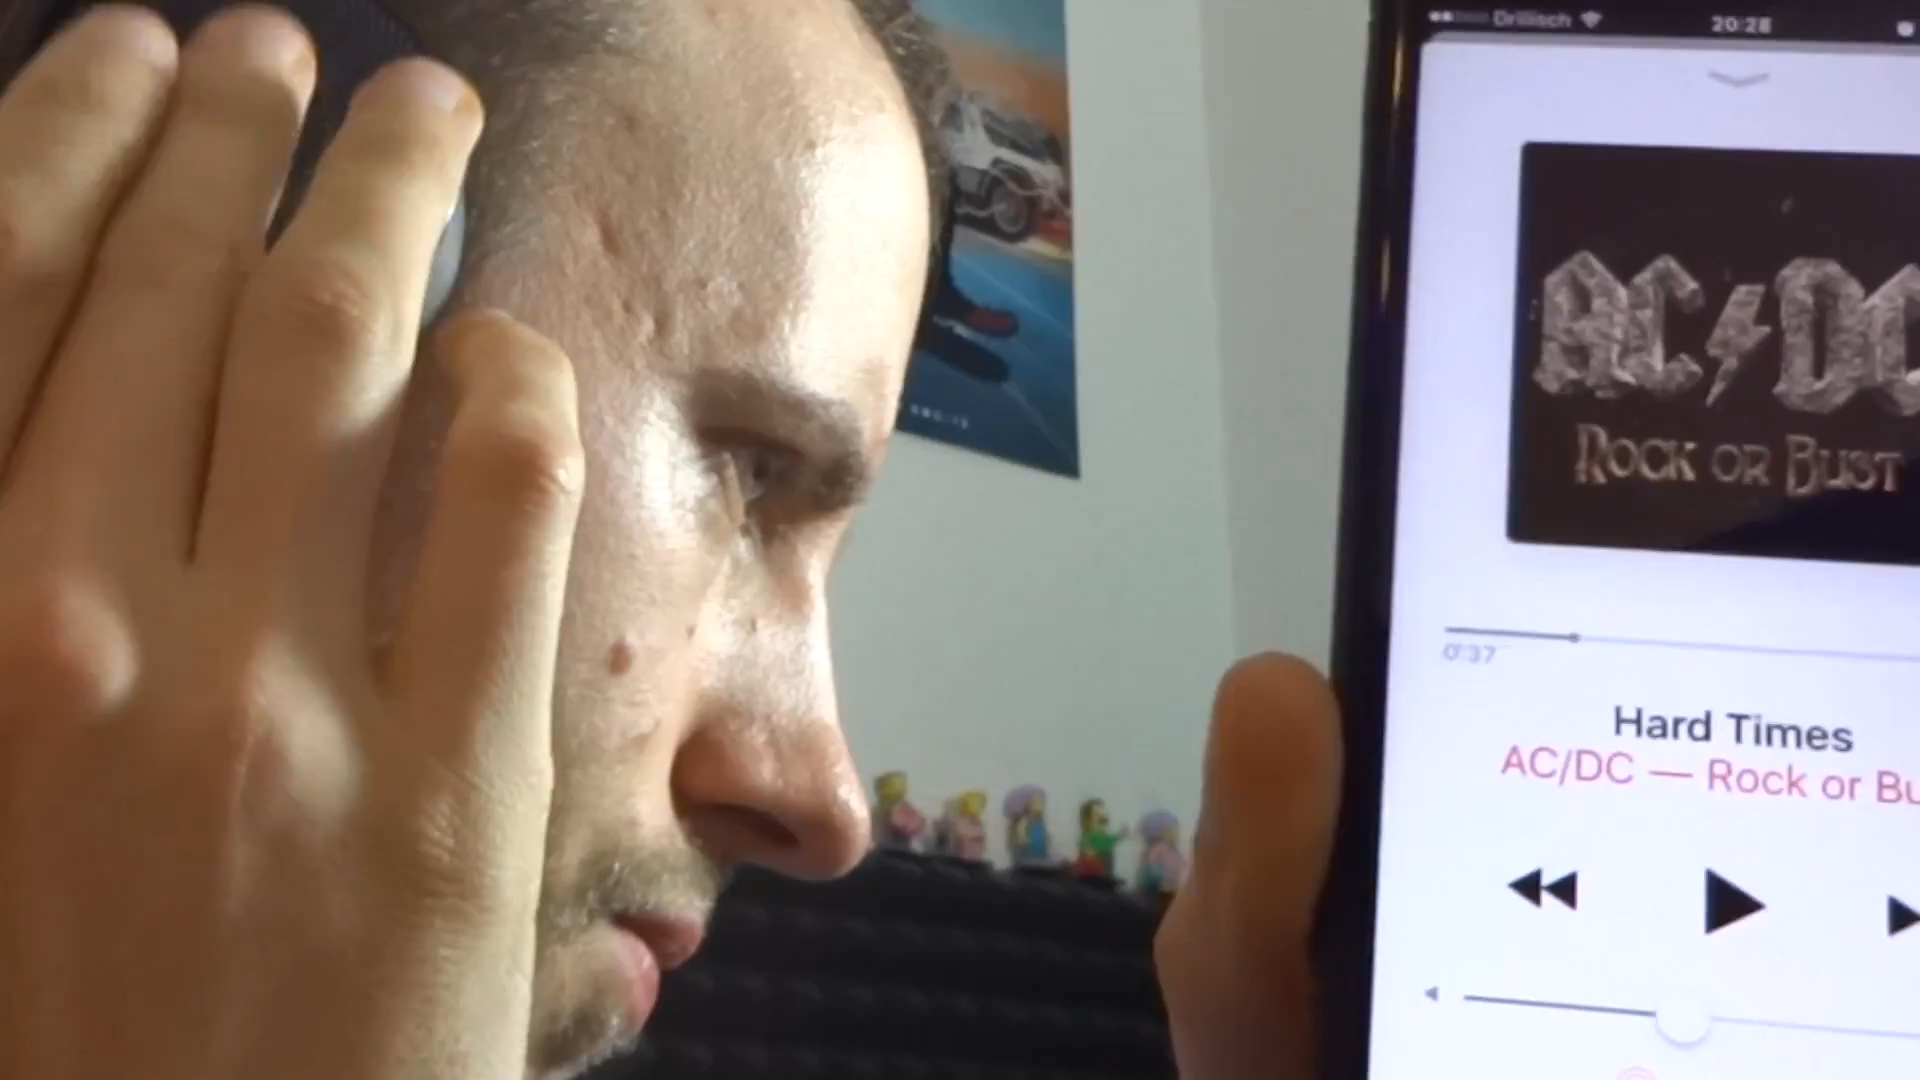 Drillisch
20:28
AC/DC
ROCK OR BUST
0:37
Hard Times
AC/DC — Rock or Bu